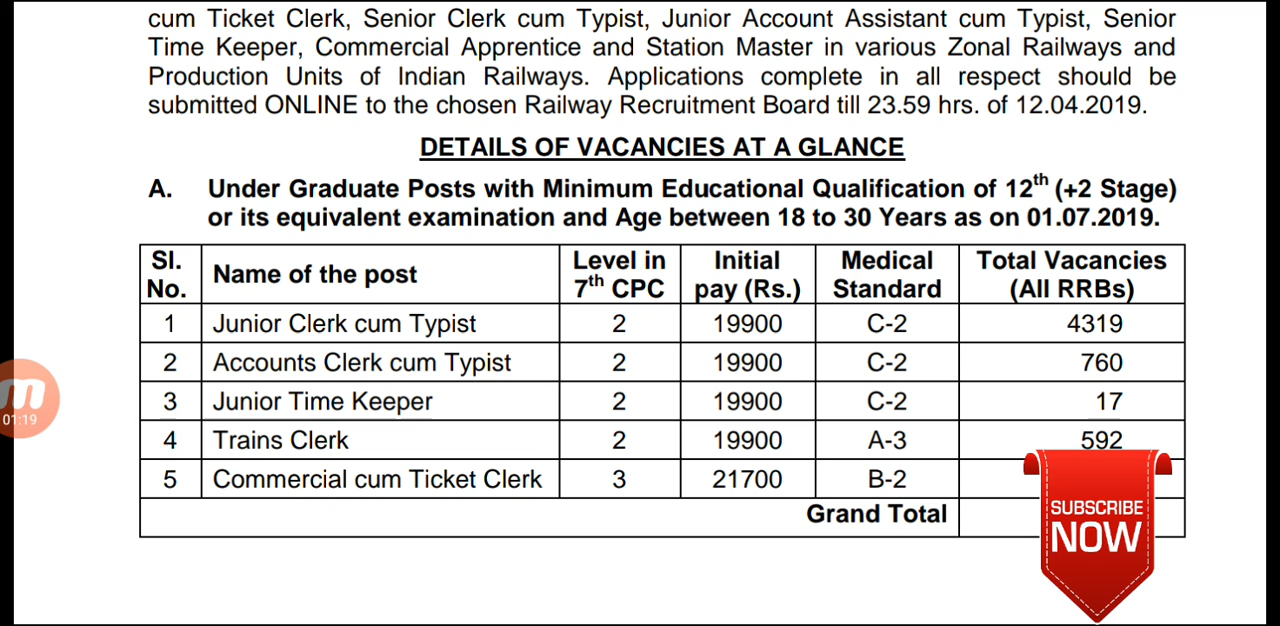 cum Ticket Clerk, Senior Clerk cum Typist, Junior Account Assistant cum Typist, Senior
Time Keeper, Commercial Apprentice and Station Master in various Zonal Railways and
Production Units of Indian Railways. Applications complete in all respect should be
submitted ONLINE to the chosen Railway Recruitment Board till 23.59 hrs. of 12.04.2019.
DETAILS OF VACANCIES AT A GLANCE
A. Under Graduate Posts with Minimum Educational Qualification of 12th (+2 Stage)
or its equivalent examination and Age between 18 to 30 Years as on 01.07.2019.
Sl. No. Name of the post Level in 7th CPC Initial pay (Rs.) Medical Standard Total Vacancies (All RRBs)
1 Junior Clerk cum Typist 2 19900 C-2 4319
2 Accounts Clerk cum Typist 2 19900 C-2 760
3 Junior Time Keeper 2 19900 C-2 17
4 Trains Clerk 2 19900 A-3 592
5 Commercial cum Ticket Clerk 3 21700 B-2
Grand Total
m
01:19
SUBSCRIBE
NOW